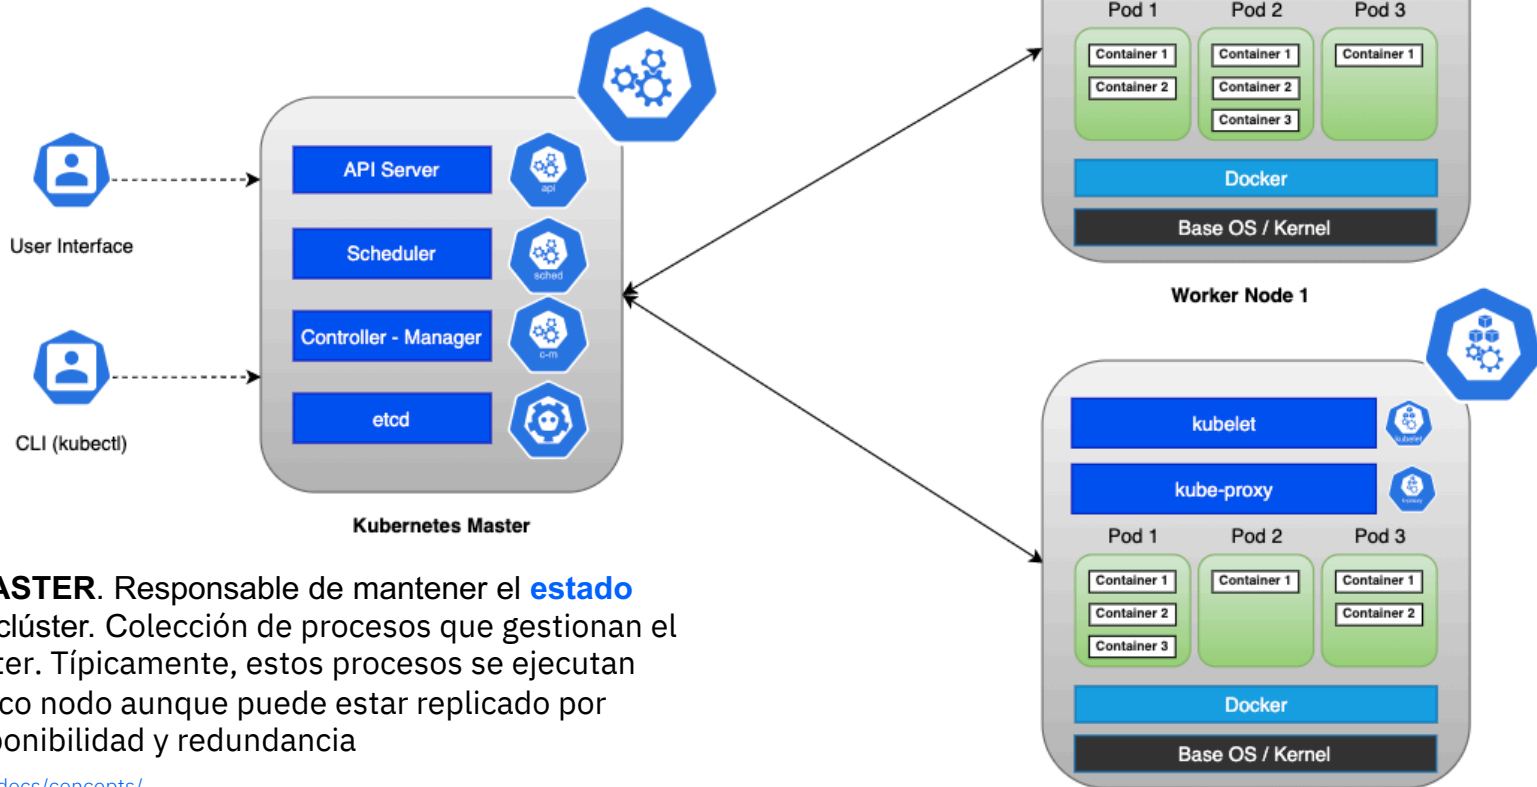 User Interface
CLI (kubectl)
API Server
api
Scheduler
sched
Controller - Manager
c-m
etcd
Kubernetes Master
Pod 1 Pod 2 Pod 3
Container 1 Container 1 Container 1
Container 2 Container 2
Container 3
Docker
Base OS / Kernel
Worker Node 1
kubelet
kubelet
kube-proxy
Pod 1 Pod 2 Pod 3
Container 1 Container 1 Container 1
Container 2 Container 2
Container 3
Docker
Base OS / Kernel
ASTER. Responsable de mantener el estado
clúster. Colección de procesos que gestionan el
ter. Típicamente, estos procesos se ejecutan
co nodo aunque puede estar replicado por
ponibilidad y redundancia
docs/concepts/